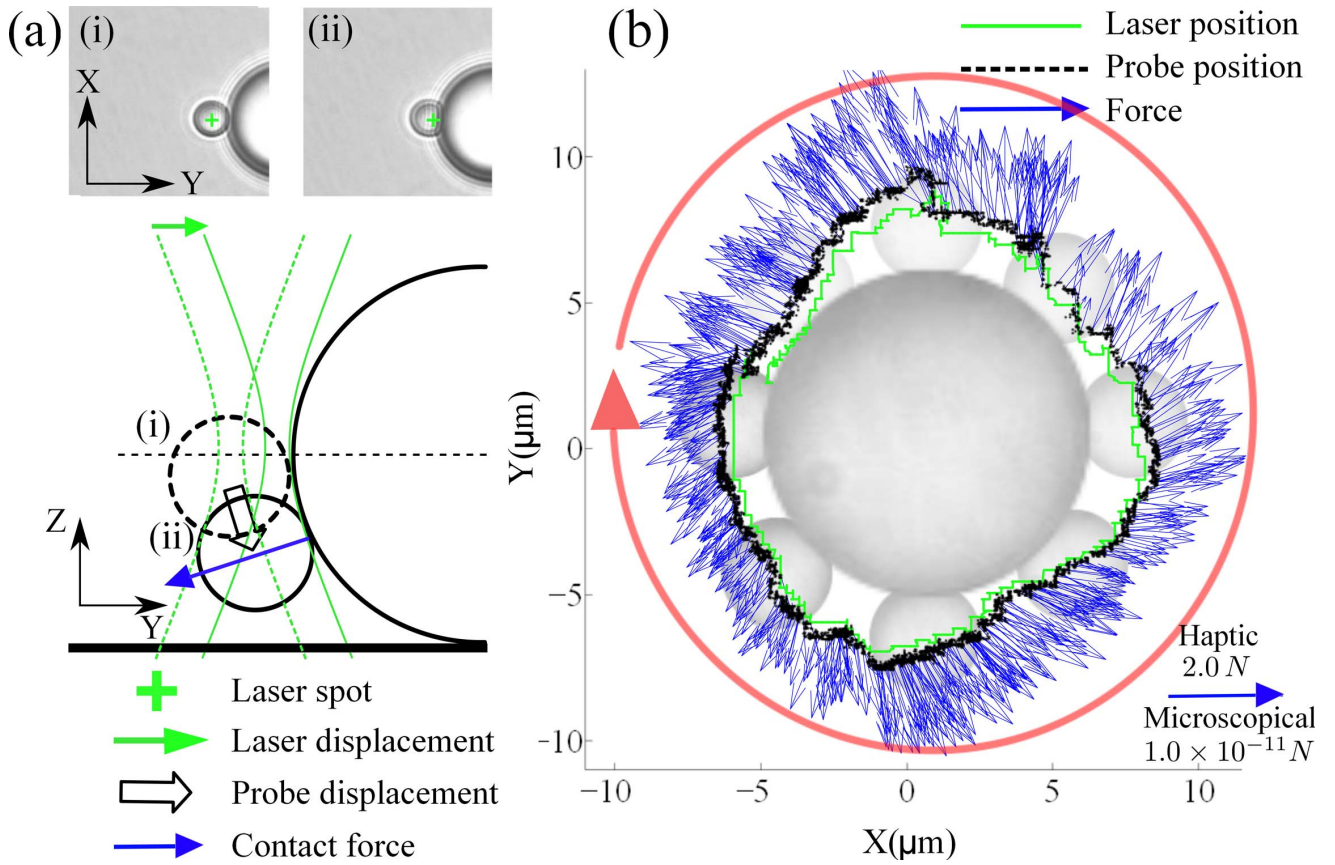 (a)
(i)
(ii)
X
Y
(i)
(ii)
Z
Y
Laser spot
Laser displacement
Probe displacement
Contact force
(b)
Laser position
Probe position
Force
10
5
0
−5
-10
Y(μm)
−10
−5
0
5
10
X(μm)
Haptic
2.0 N
Microscopical
1.0 × 10⁻¹¹ N